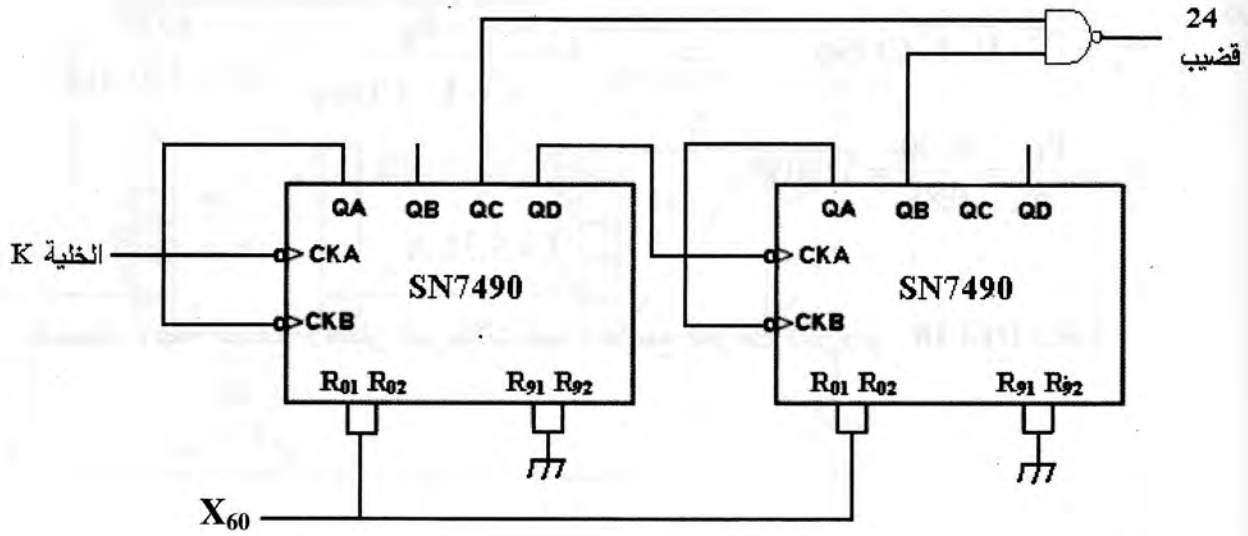 24
قضيب
QA QB QC QD
QA QB QC QD
الخلية K
CKA
CKA
SN7490
SN7490
CKB
CKB
R01 R02 R91 R92
R01 R02 R91 R92
X60